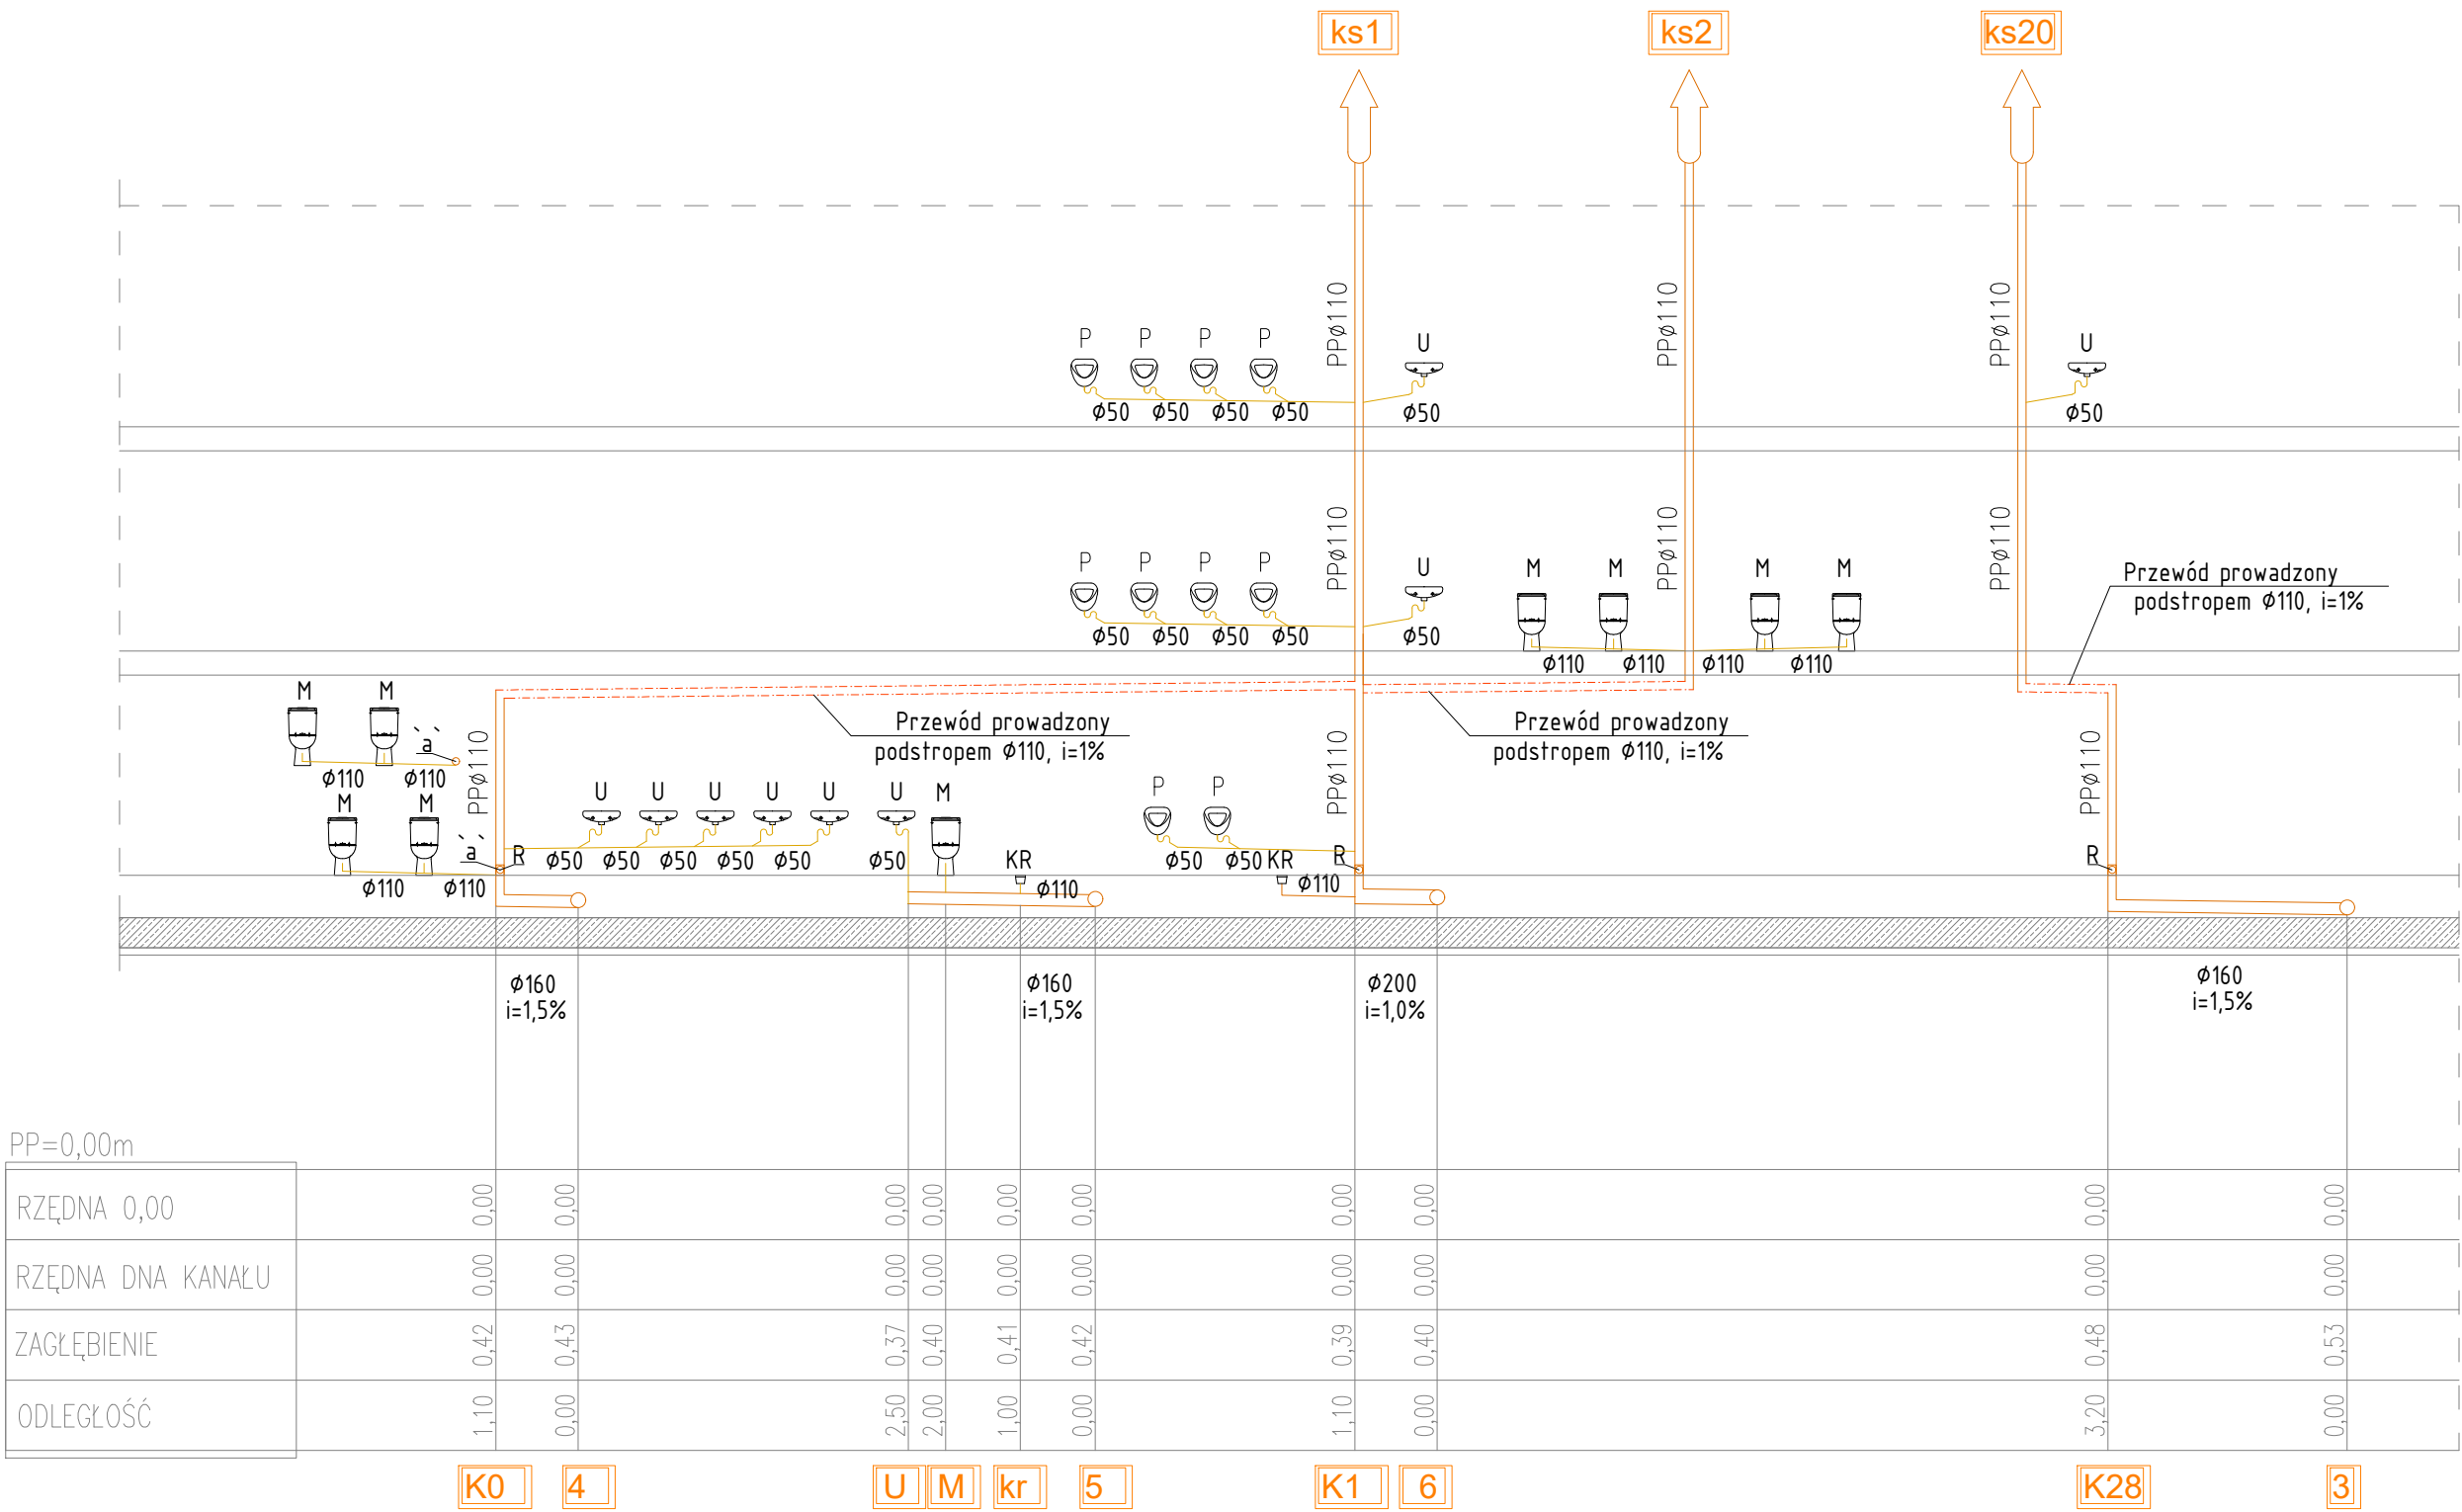 ks1 ks2 ks20
PPø110 PPø110 PPø110
P P P P U U
ø50 ø50 ø50 ø50 ø50 ø50
PPø110 PPø110 PPø110
P P P P U M M M M
Przewód prowadzony
podstropem ø110, i=1%
ø50 ø50 ø50 ø50 ø50
ø110 ø110 ø110 ø110
M M
`a`
Przewód prowadzony
podstropem ø110, i=1%
Przewód prowadzony
podstropem ø110, i=1%
ø110 ø110
PPø110 PPø110 PPø110
M M U U U U U U M P P
`a` R ø50 ø50 ø50 ø50 ø50 ø50 KR ø50 ø50 KR R R
ø110 ø110 ø110 ø110
ø160 ø160 ø200 ø160
i=1,5% i=1,5% i=1,0% i=1,5%
PP=0,00m
RZĘDNA 0,00 0,00 0,00 0,00 0,00 0,00 0,00 0,00 0,00 0,00 0,00
RZĘDNA DNA KANAŁU 0,00 0,00 0,00 0,00 0,00 0,00 0,00 0,00 0,00 0,00
ZAGŁĘBIENIE 0,42 0,43 0,37 0,40 0,41 0,42 0,39 0,40 0,48 0,53
ODLEGŁOŚĆ 1,10 0,00 2,50 2,00 1,00 0,00 1,10 0,00 3,20 0,00
K0 4 U M kr 5 K1 6 K28 3